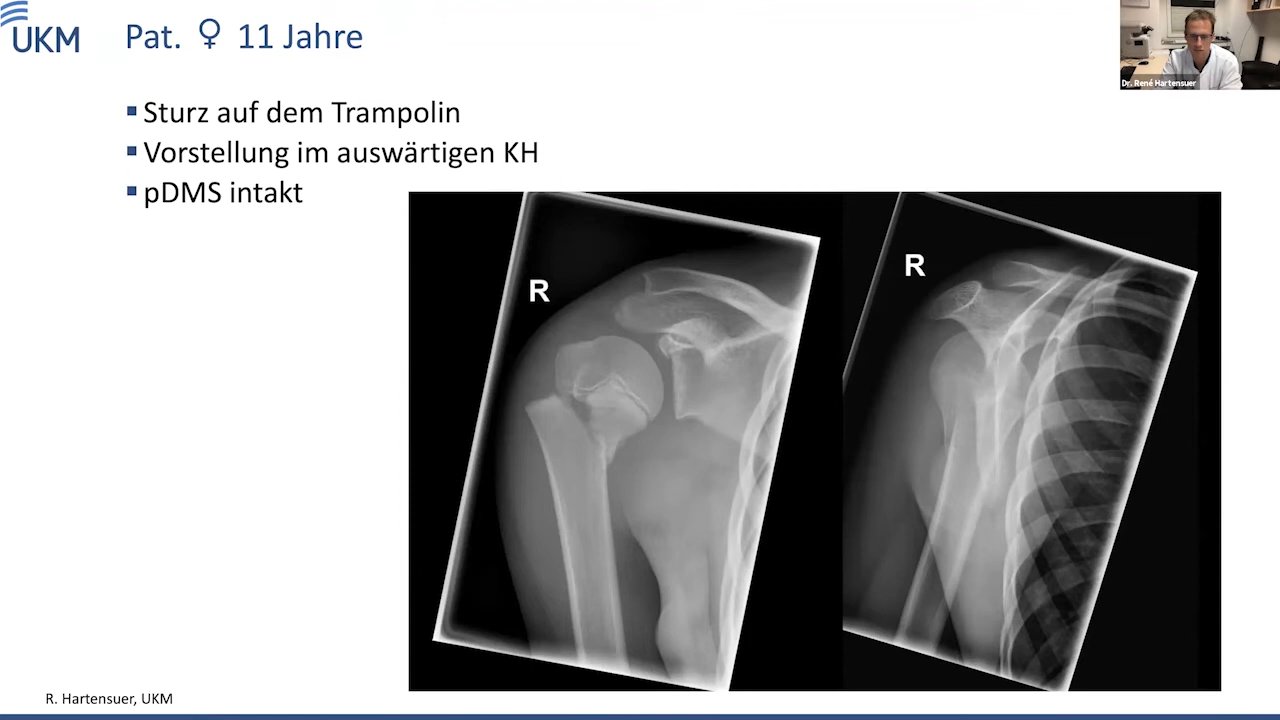 UKM
Pat. ♀ 11 Jahre
Dr. René Hartensuer
▪ Sturz auf dem Trampolin
▪ Vorstellung im auswärtigen KH
▪ pDMS intakt
R
R
R. Hartensuer, UKM